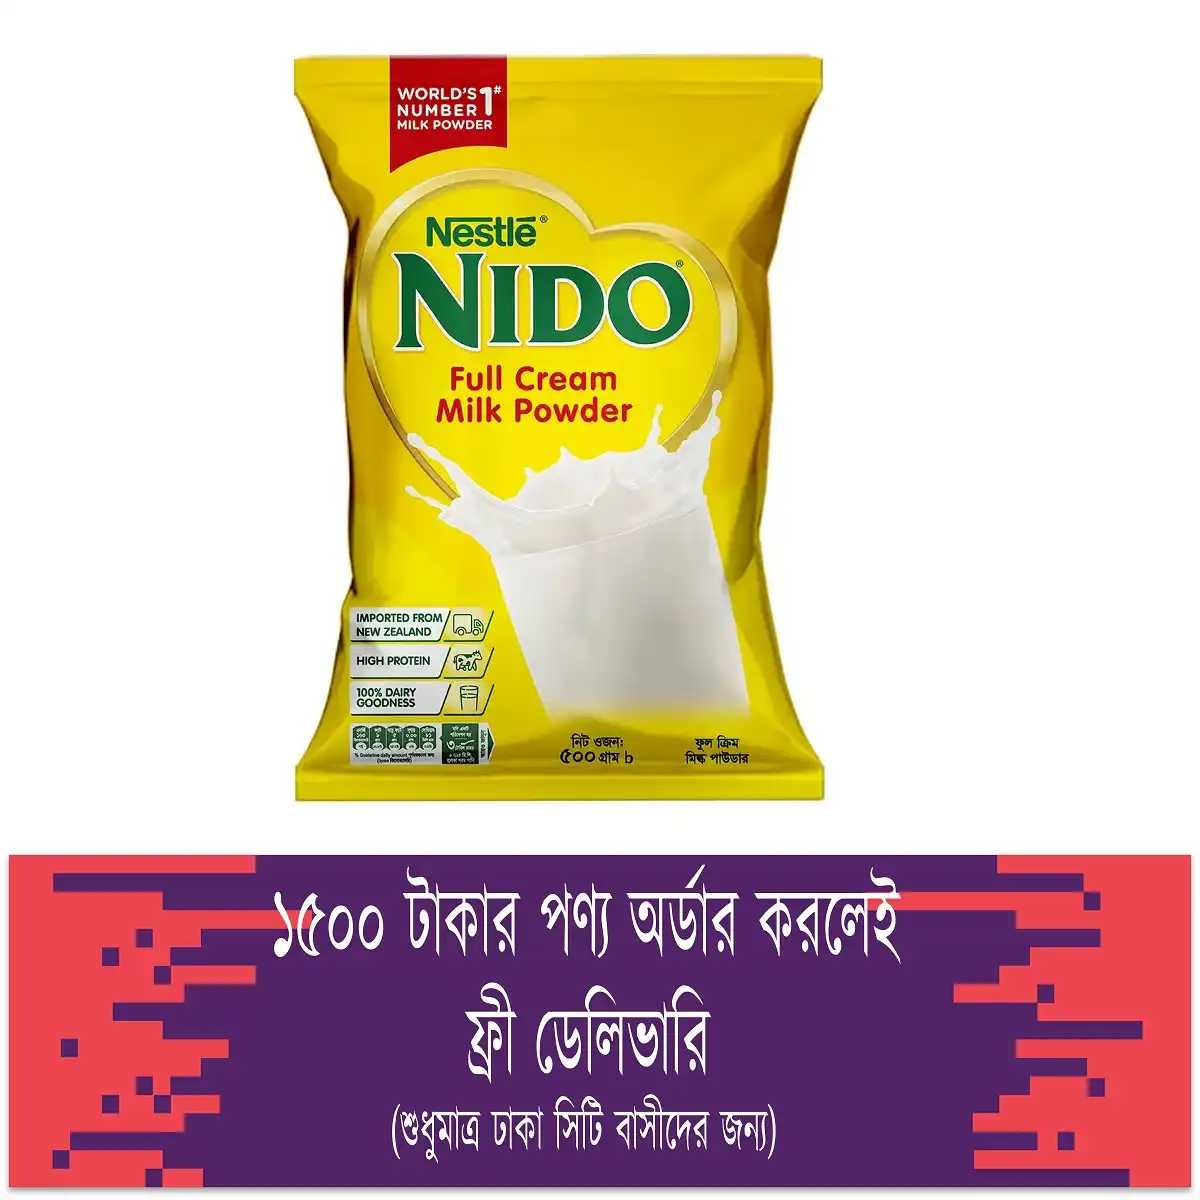 WORLD'S 1#
NUMBER
MILK POWDER
Nestlé®
NIDO®
Full Cream
Milk Powder
IMPORTED FROM
NEW ZEALAND
HIGH PROTEIN
100% DAIRY
GOODNESS
নিট ওজন:
৫০০ গ্রাম b
ফুল ক্রিম
মিল্ক পাউডার
১৫০০ টাকার পণ্য অর্ডার করলেই
ফ্রী ডেলিভারি
(শুধুমাত্র ঢাকা সিটি বাসীদের জন্য)